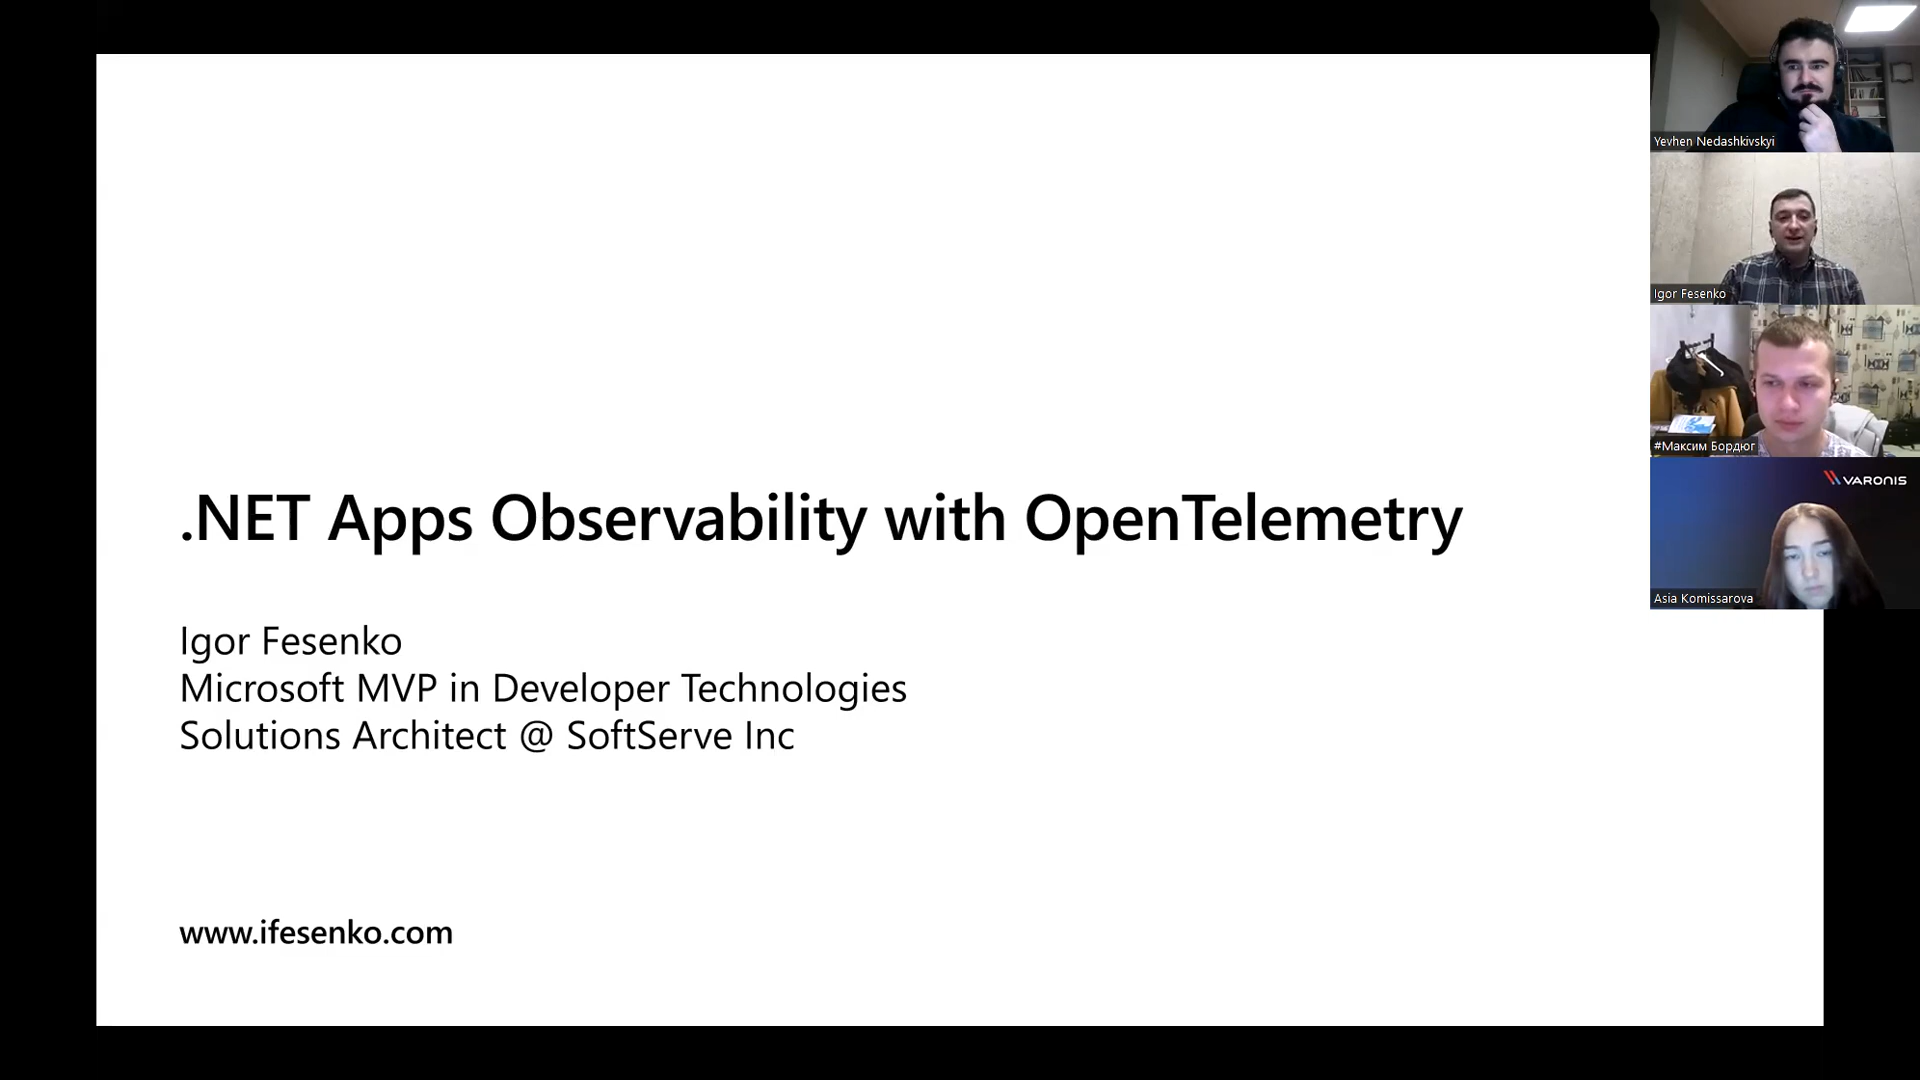 .NET Apps Observability with OpenTelemetry
Igor Fesenko
Microsoft MVP in Developer Technologies
Solutions Architect @ SoftServe Inc
www.ifesenko.com
Yevhen Nedashkivskyi
Igor Fesenko
#Максим Бордюг
VARONIS
Asia Komissarova